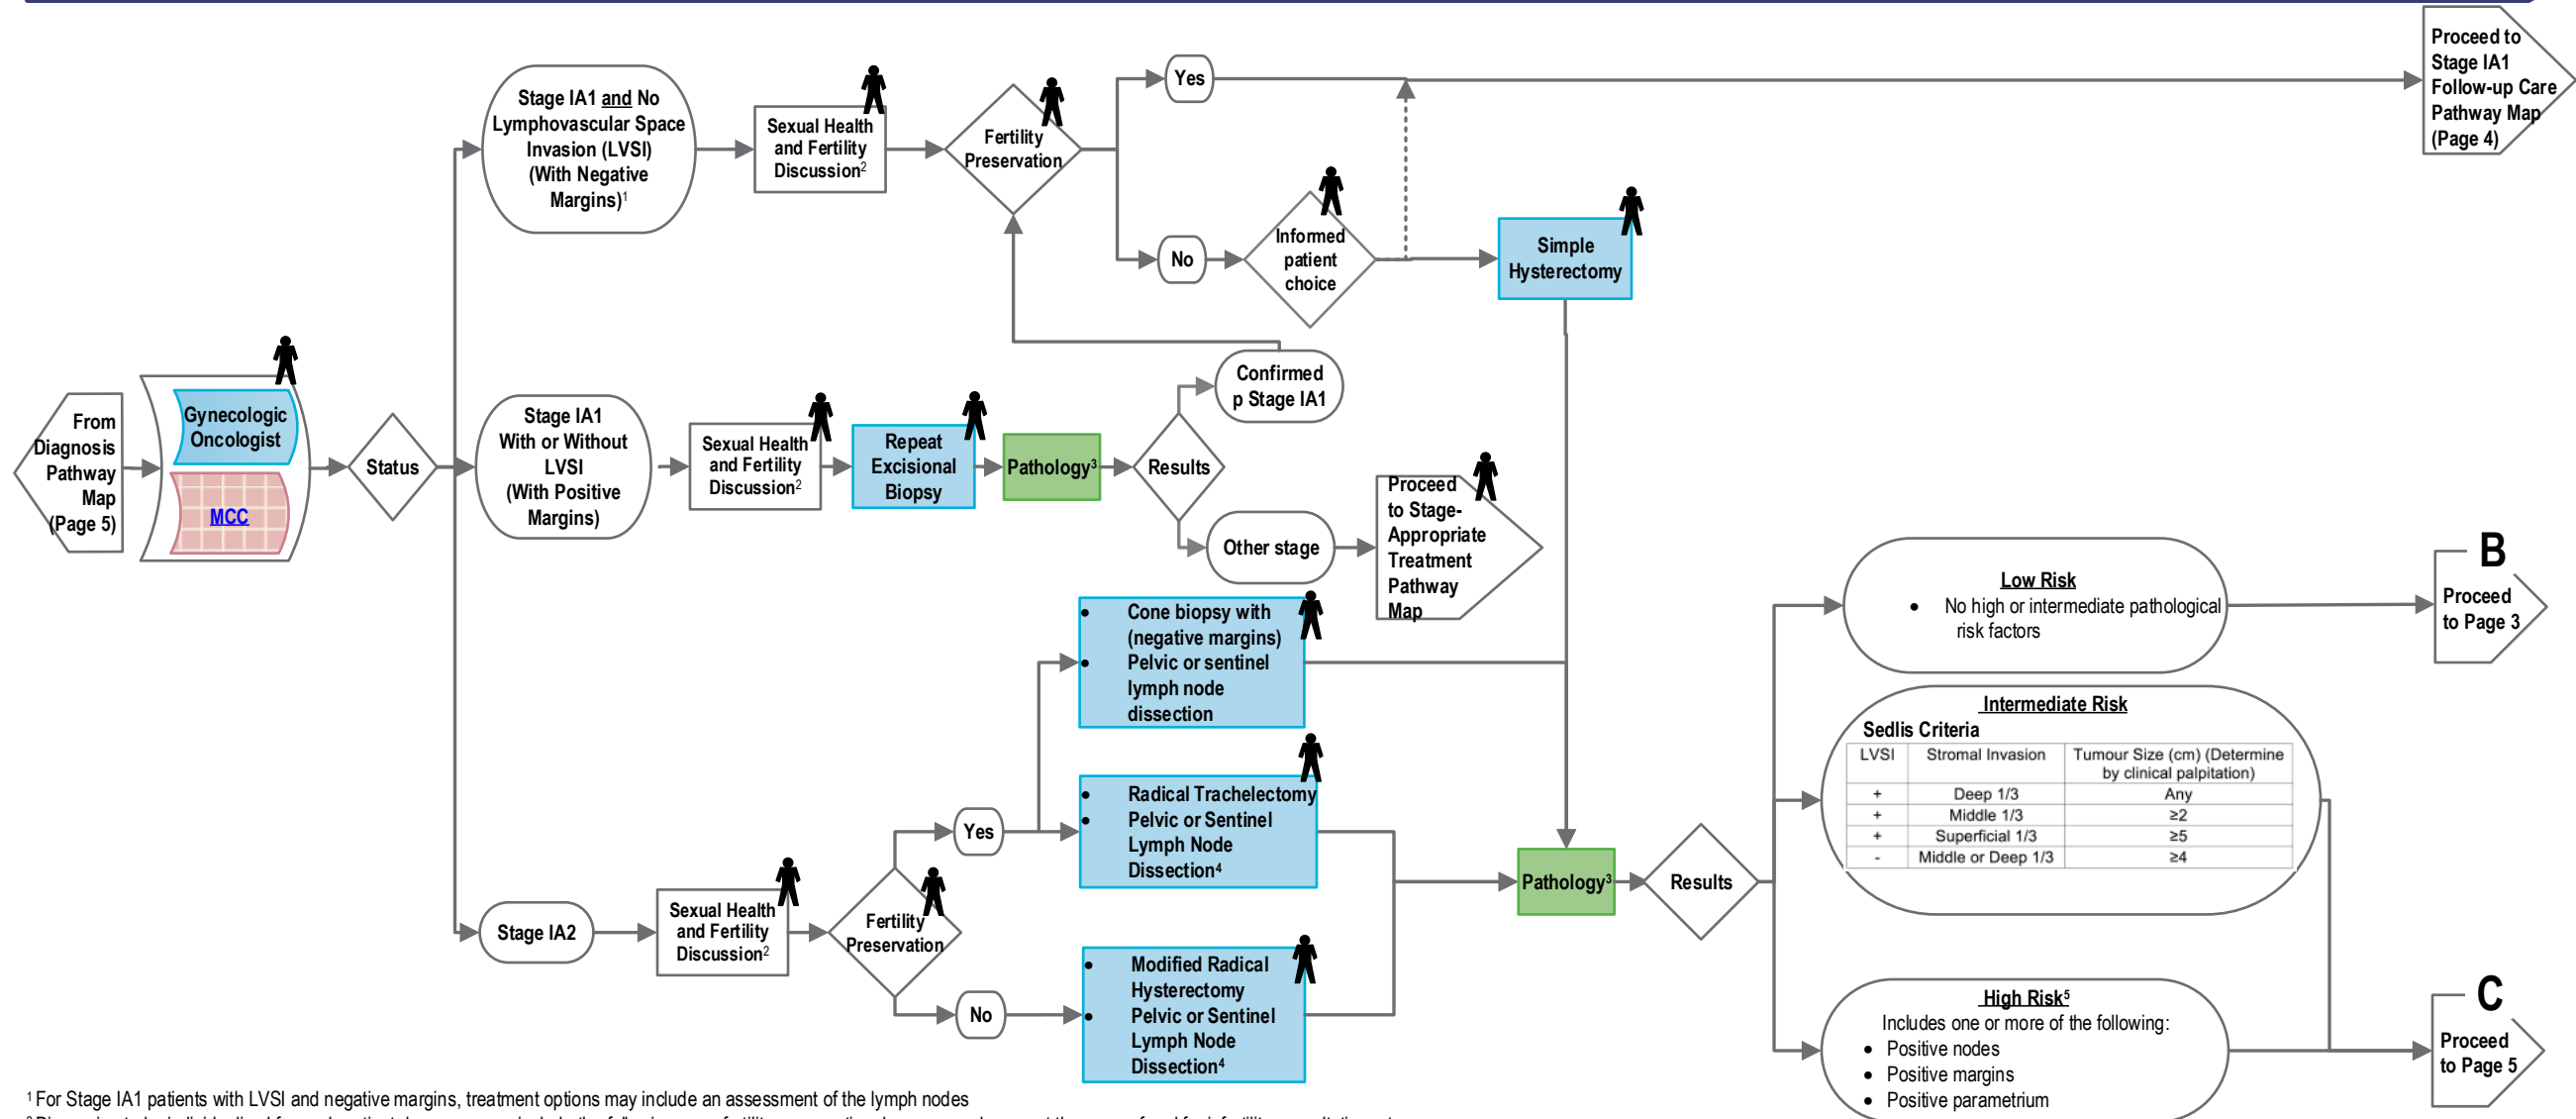 Proceed to
Stage IA1
Follow-up Care
Pathway Map
(Page 4)
Stage IA1 and No
Lymphovascular Space
Invasion (LVSI)
(With Negative
Margins)1
Sexual Health
and Fertility
Discussion2
Fertility
Preservation
Yes
No
Informed
patient
choice
Simple
Hysterectomy
From
Diagnosis
Pathway
Map
(Page 5)
Gynecologic
Oncologist
MCC
Status
Stage IA1
With or Without
LVSI
(With Positive
Margins)
Sexual Health
and Fertility
Discussion2
Repeat
Excisional
Biopsy
Pathology3
Results
Confirmed
p Stage IA1
Other stage
Proceed
to Stage-
Appropriate
Treatment
Pathway
Map
Stage IA2
Sexual Health
and Fertility
Discussion2
Fertility
Preservation
Yes
No
• Cone biopsy with
(negative margins)
• Pelvic or sentinel
lymph node
dissection
• Radical Trachelectomy
• Pelvic or Sentinel
Lymph Node
Dissection4
• Modified Radical
Hysterectomy
• Pelvic or Sentinel
Lymph Node
Dissection4
Pathology3
Results
Low Risk
• No high or intermediate pathological
risk factors
B
Proceed
to Page 3
Intermediate Risk
Sedlis Criteria
LVSI Stromal Invasion Tumour Size (cm) (Determine
by clinical palpitation)
+ Deep 1/3 Any
+ Middle 1/3 ≥2
+ Superficial 1/3 ≥5
- Middle or Deep 1/3 ≥4
High Risk5
Includes one or more of the following:
• Positive nodes
• Positive margins
• Positive parametrium
C
Proceed
to Page 5
1 For Stage IA1 patients with LVSI and negative margins, treatment options may include an assessment of the lymph nodes